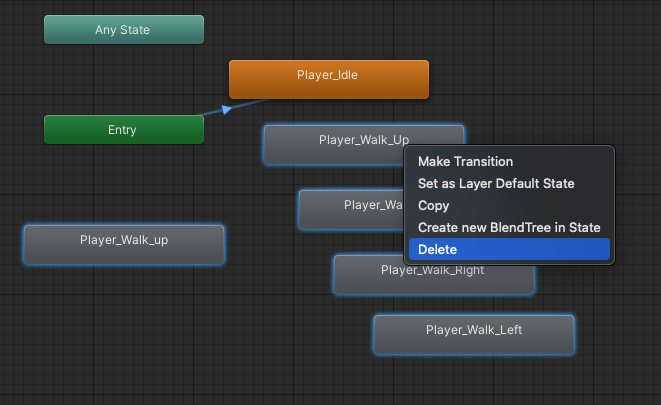 Any State
Player_Idle
Entry
Player_Walk_Up
Make Transition
Set as Layer Default State
Player_Wa
Copy
Create new BlendTree in State
Player_Walk_up
Delete
Player_Walk_Right
Player_Walk_Left